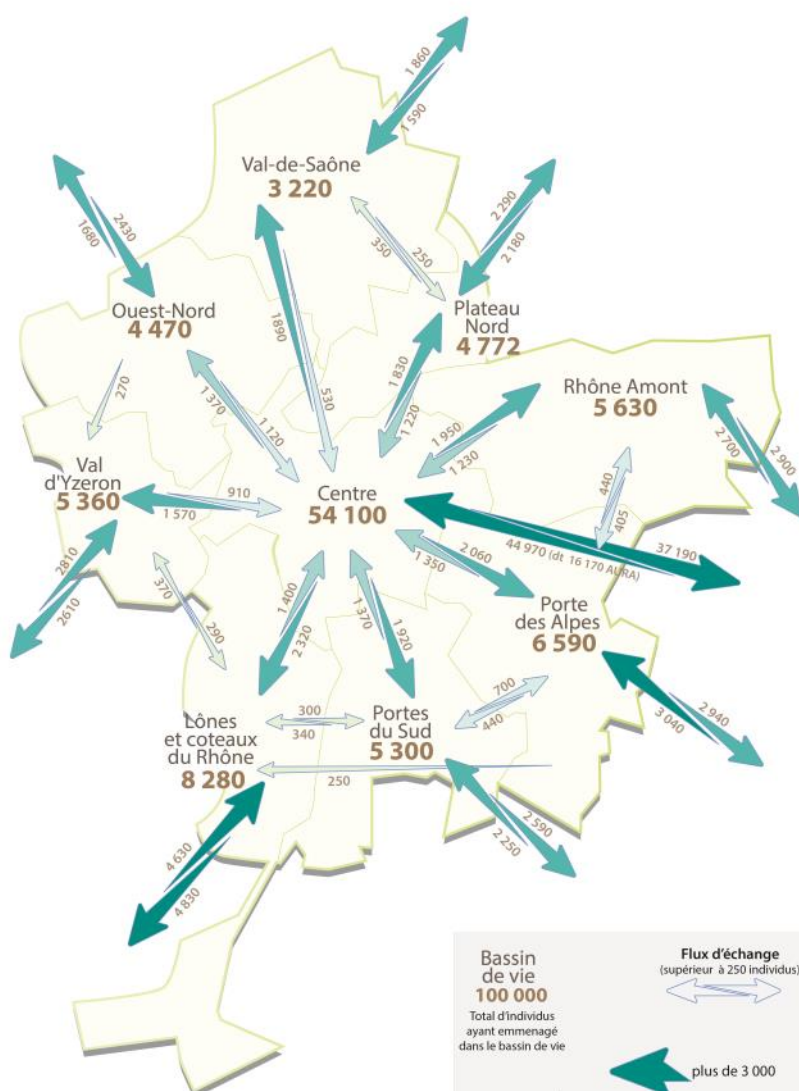 1 860
1 590
Val-de-Saône
3 220
2430
1680
2 290
2 180
350
250
Ouest-Nord
4 470
Plateau
Nord
4 772
1890
530
270
1 370
1 120
1 830
1 220
Rhône Amont
5 630
1 950
1 230
2 700
2 900
Val
d'Yzeron
5 360
910
1 570
Centre
54 100
440
405
44 970 (dt 16 170 AURA)
37 190
2810
2610
2 060
1 350
370
290
1 400
2 320
1 370
1 920
Porte
des Alpes
6 590
700
440
3 040
2 940
Lônes
et coteaux
du Rhône
8 280
300
340
Portes
du Sud
5 300
250
2 590
2 250
4 630
4 830
Bassin
de vie
100 000
Total d'individus
ayant emmenagé
dans le bassin de vie
Flux d'échange
(supérieur à 250 individus)
plus de 3 000